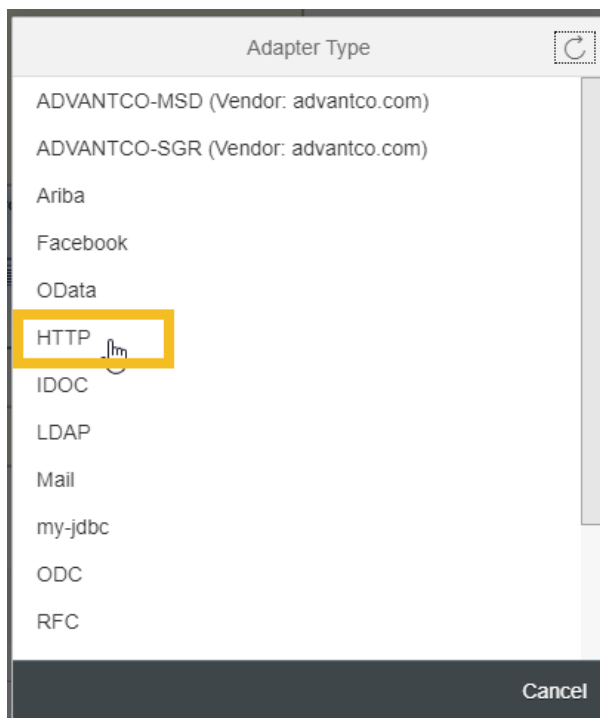 Adapter Type
ADVANTCO-MSD (Vendor: advantco.com)
ADVANTCO-SGR (Vendor: advantco.com)
Ariba
Facebook
OData
HTTP
IDOC
LDAP
Mail
my-jdbc
ODC
RFC
Cancel